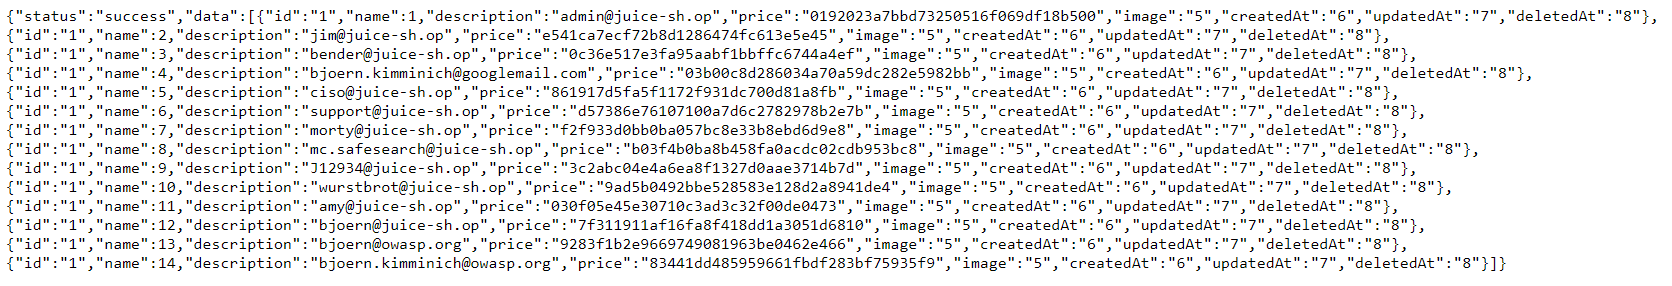 {"status":"success","data":[{"id":"1","name":1,"description":"admin@juice-sh.op","price":"0192023a7bbd73250516f069df18b500","image":"5","createdAt":"6","updatedAt":"7","deletedAt":"8"},
{"id":"1","name":2,"description":"jim@juice-sh.op","price":"e541ca7ecf72b8d1286474fc613e5e45","image":"5","createdAt":"6","updatedAt":"7","deletedAt":"8"},
{"id":"1","name":3,"description":"bender@juice-sh.op","price":"0c36e517e3fa95aabf1bbffc6744a4ef","image":"5","createdAt":"6","updatedAt":"7","deletedAt":"8"},
{"id":"1","name":4,"description":"bjoern.kimminich@googlemail.com","price":"03b00c8d286034a70a59dc282e5982bb","image":"5","createdAt":"6","updatedAt":"7","deletedAt":"8"},
{"id":"1","name":5,"description":"ciso@juice-sh.op","price":"861917d5fa5f1172f931dc700d81a8fb","image":"5","createdAt":"6","updatedAt":"7","deletedAt":"8"},
{"id":"1","name":6,"description":"support@juice-sh.op","price":"d57386e76107100a7d6c2782978b2e7b","image":"5","createdAt":"6","updatedAt":"7","deletedAt":"8"},
{"id":"1","name":7,"description":"morty@juice-sh.op","price":"f2f933d0bb0ba057bc8e33b8ebd6d9e8","image":"5","createdAt":"6","updatedAt":"7","deletedAt":"8"},
{"id":"1","name":8,"description":"mc.safesearch@juice-sh.op","price":"b03f4b0ba8b458fa0acdc02cdb953bc8","image":"5","createdAt":"6","updatedAt":"7","deletedAt":"8"},
{"id":"1","name":9,"description":"J12934@juice-sh.op","price":"3c2abc04e4a6ea8f1327d0aae3714b7d","image":"5","createdAt":"6","updatedAt":"7","deletedAt":"8"},
{"id":"1","name":10,"description":"wurstbrot@juice-sh.op","price":"9ad5b0492bbe528583e128d2a8941de4","image":"5","createdAt":"6","updatedAt":"7","deletedAt":"8"},
{"id":"1","name":11,"description":"amy@juice-sh.op","price":"030f05e45e30710c3ad3c32f00de0473","image":"5","createdAt":"6","updatedAt":"7","deletedAt":"8"},
{"id":"1","name":12,"description":"bjoern@juice-sh.op","price":"7f311911af16fa8f418dd1a3051d6810","image":"5","createdAt":"6","updatedAt":"7","deletedAt":"8"},
{"id":"1","name":13,"description":"bjoern@owasp.org","price":"9283f1b2e9669749081963be0462e466","image":"5","createdAt":"6","updatedAt":"7","deletedAt":"8"},
{"id":"1","name":14,"description":"bjoern.kimminich@owasp.org","price":"83441dd485959661fbdf283bf75935f9","image":"5","createdAt":"6","updatedAt":"7","deletedAt":"8"}]}